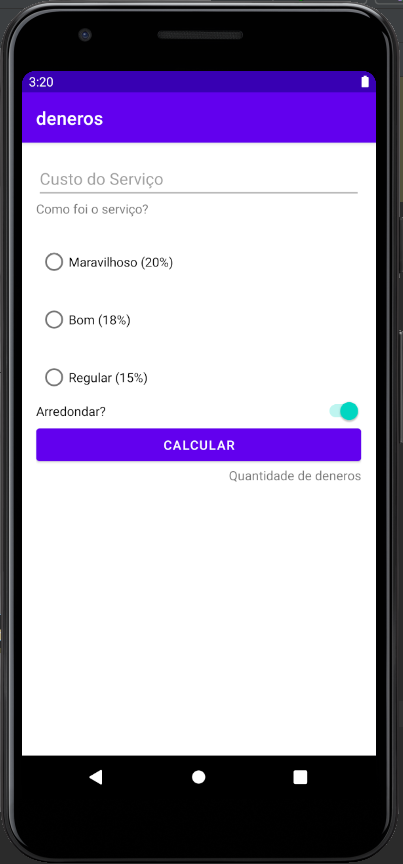 3:20
deneros
Custo do Serviço
Como foi o serviço?
Maravilhoso (20%)
Bom (18%)
Regular (15%)
Arredondar?
CALCULAR
Quantidade de deneros